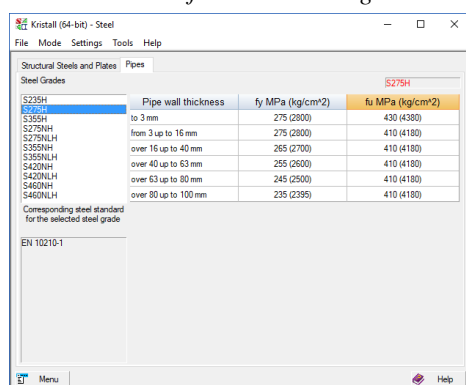 Kristall (64-bit) - Steel
File Mode Settings Tools Help
Structural Steels and Plates Pipes
Steel Grades
S275H
S235H
S275H
S355H
S275NH
S275NLH
S355NH
S355NLH
S420NH
S420NLH
S460NH
S460NLH
Pipe wall thickness fy MPa (kg/cm^2) fu MPa (kg/cm^2)
to 3 mm 275 (2800) 430 (4380)
from 3 up to 16 mm 275 (2800) 410 (4180)
over 16 up to 40 mm 265 (2700) 410 (4180)
over 40 up to 63 mm 255 (2600) 410 (4180)
over 63 up to 80 mm 245 (2500) 410 (4180)
over 80 up to 100 mm 235 (2395) 410 (4180)
Corresponding steel standard
for the selected steel grade
EN 10210-1
Menu Help